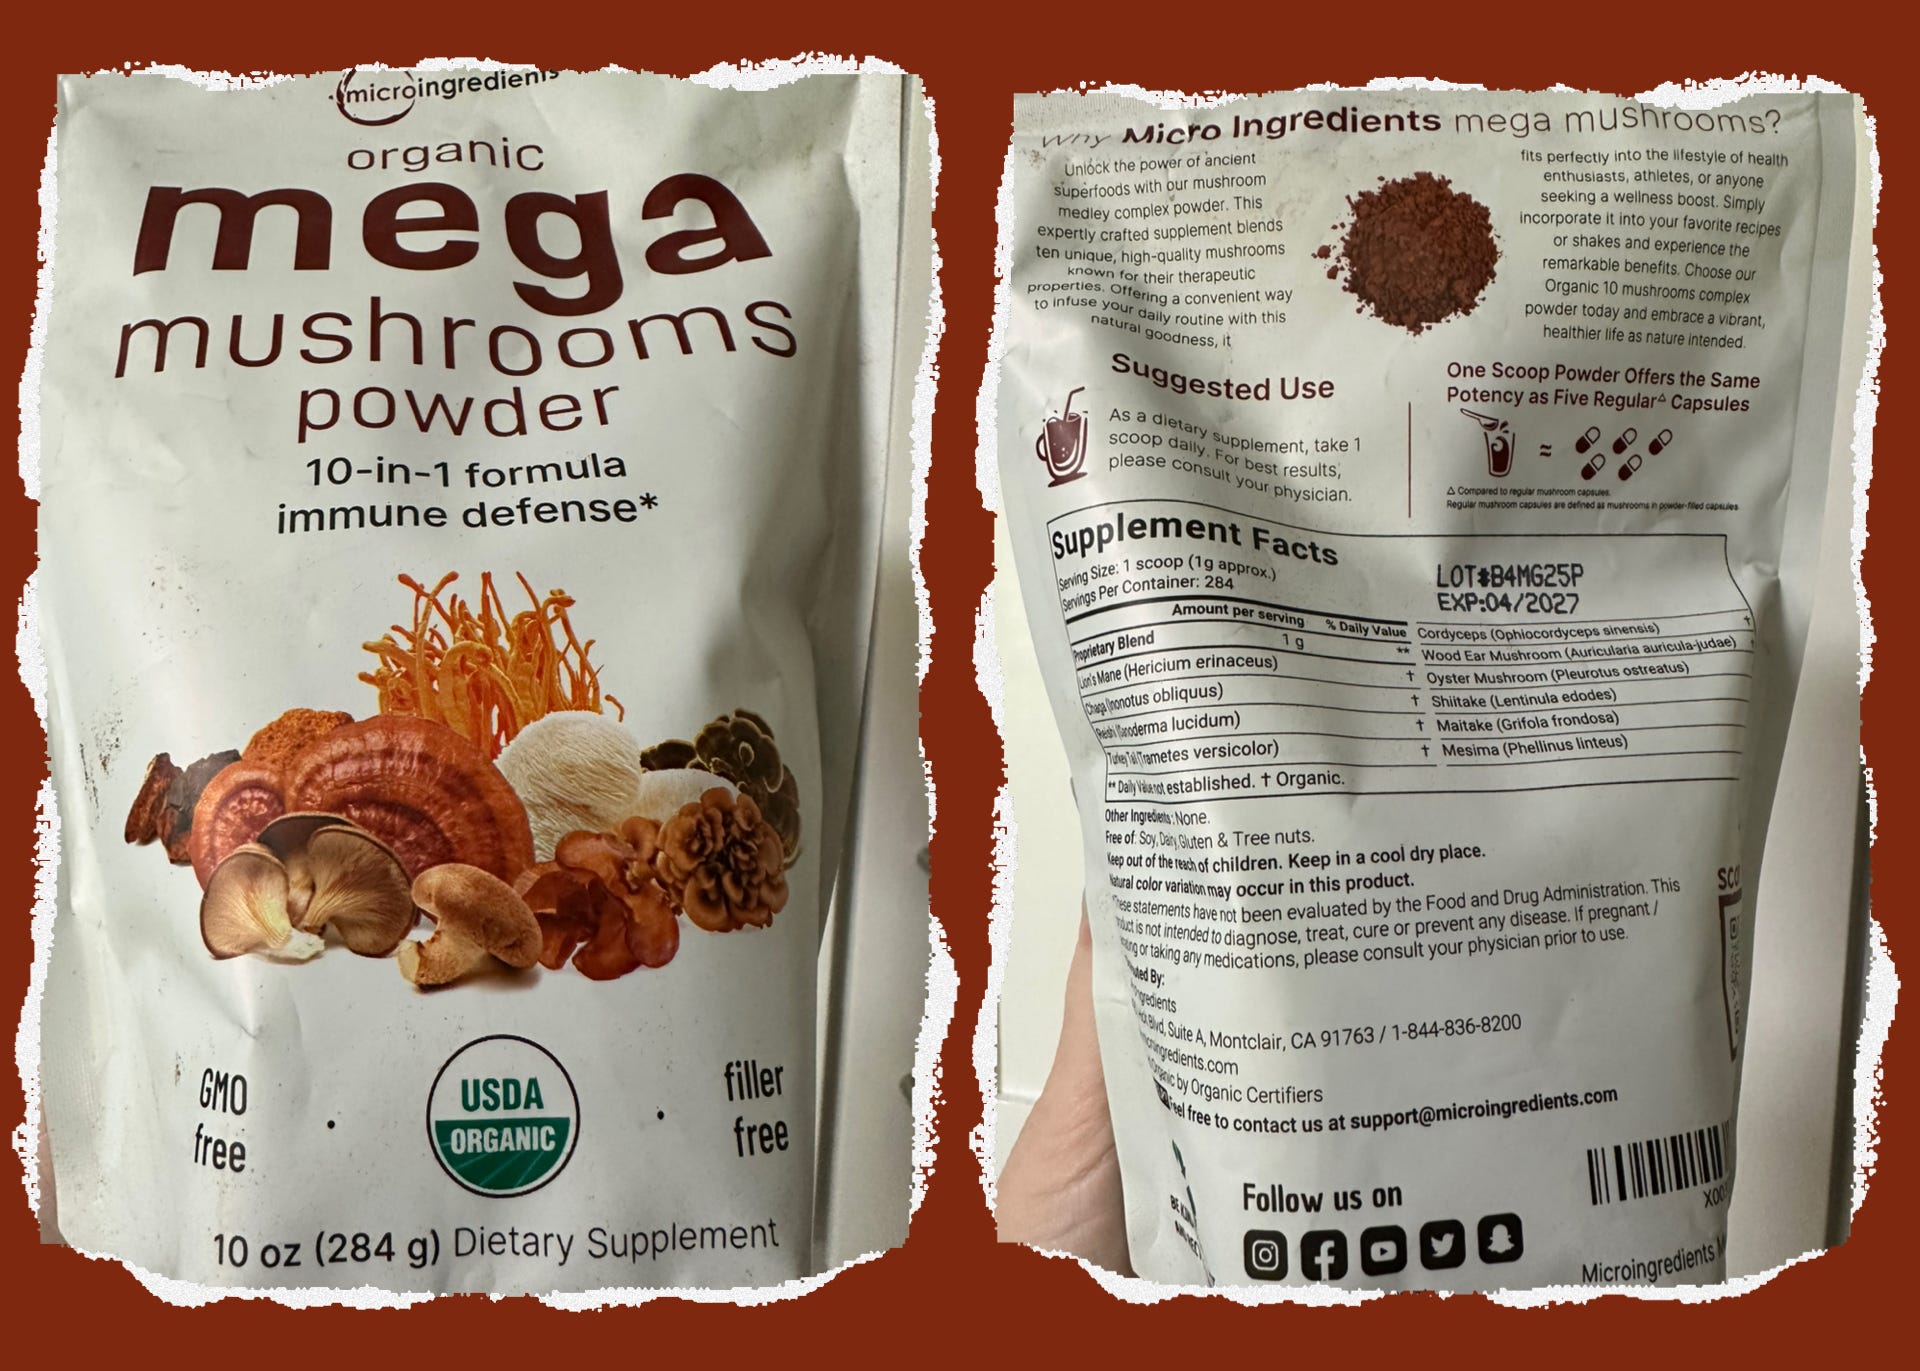 microingredients
organic
mega
mushrooms
powder
10-in-1 formula
immune defense*
GMO
free
USDA
ORGANIC
filler
free
10 oz (284 g) Dietary Supplement
Why Micro Ingredients mega mushrooms?
Unlock the power of ancient
superfoods with our mushroom
medley complex powder. This
expertly crafted supplement blends
ten unique, high-quality mushrooms
known for their therapeutic
properties. Offering a convenient way
to infuse your daily routine with this
natural goodness, it
fits perfectly into the lifestyle of health
enthusiasts, athletes, or anyone
seeking a wellness boost. Simply
incorporate it into your favorite recipes
or shakes and experience the
remarkable benefits. Choose our
Organic 10 mushrooms complex
powder today and embrace a vibrant,
healthier life as nature intended.
Suggested Use
As a dietary supplement, take 1
scoop daily. For best results,
please consult your physician.
One Scoop Powder Offers the Same
Potency as Five Regular△ Capsules
≈
△ Compared to regular mushroom capsules.
Regular mushroom capsules are defined as mushrooms in powder-filled capsules.
Supplement Facts
Serving Size: 1 scoop (1g approx.)
Servings Per Container: 284
LOT#B4MG25P
EXP:04/2027
Amount per serving % Daily Value
Proprietary Blend 1 g **
Lion's Mane (Hericium erinaceus) †
Chaga (Inonotus obliquus) †
Reishi (Ganoderma lucidum) †
Turkey Tail (Trametes versicolor) †
Cordyceps (Ophiocordyceps sinensis) †
Wood Ear Mushroom (Auricularia auricula-judae) †
Oyster Mushroom (Pleurotus ostreatus)
Shiitake (Lentinula edodes)
Maitake (Grifola frondosa)
Mesima (Phellinus linteus)
** Daily Value not established. † Organic.
Other Ingredients: None.
Free of: Soy, Dairy, Gluten & Tree nuts.
Keep out of the reach of children. Keep in a cool dry place.
Natural color variation may occur in this product.
These statements have not been evaluated by the Food and Drug Administration. This
product is not intended to diagnose, treat, cure or prevent any disease. If pregnant /
or taking any medications, please consult your physician prior to use.
By:
Blvd, Suite A, Montclair, CA 91763 / 1-844-836-8200
by Organic Certifiers
feel free to contact us at support@microingredients.com
Follow us on
Microingredients